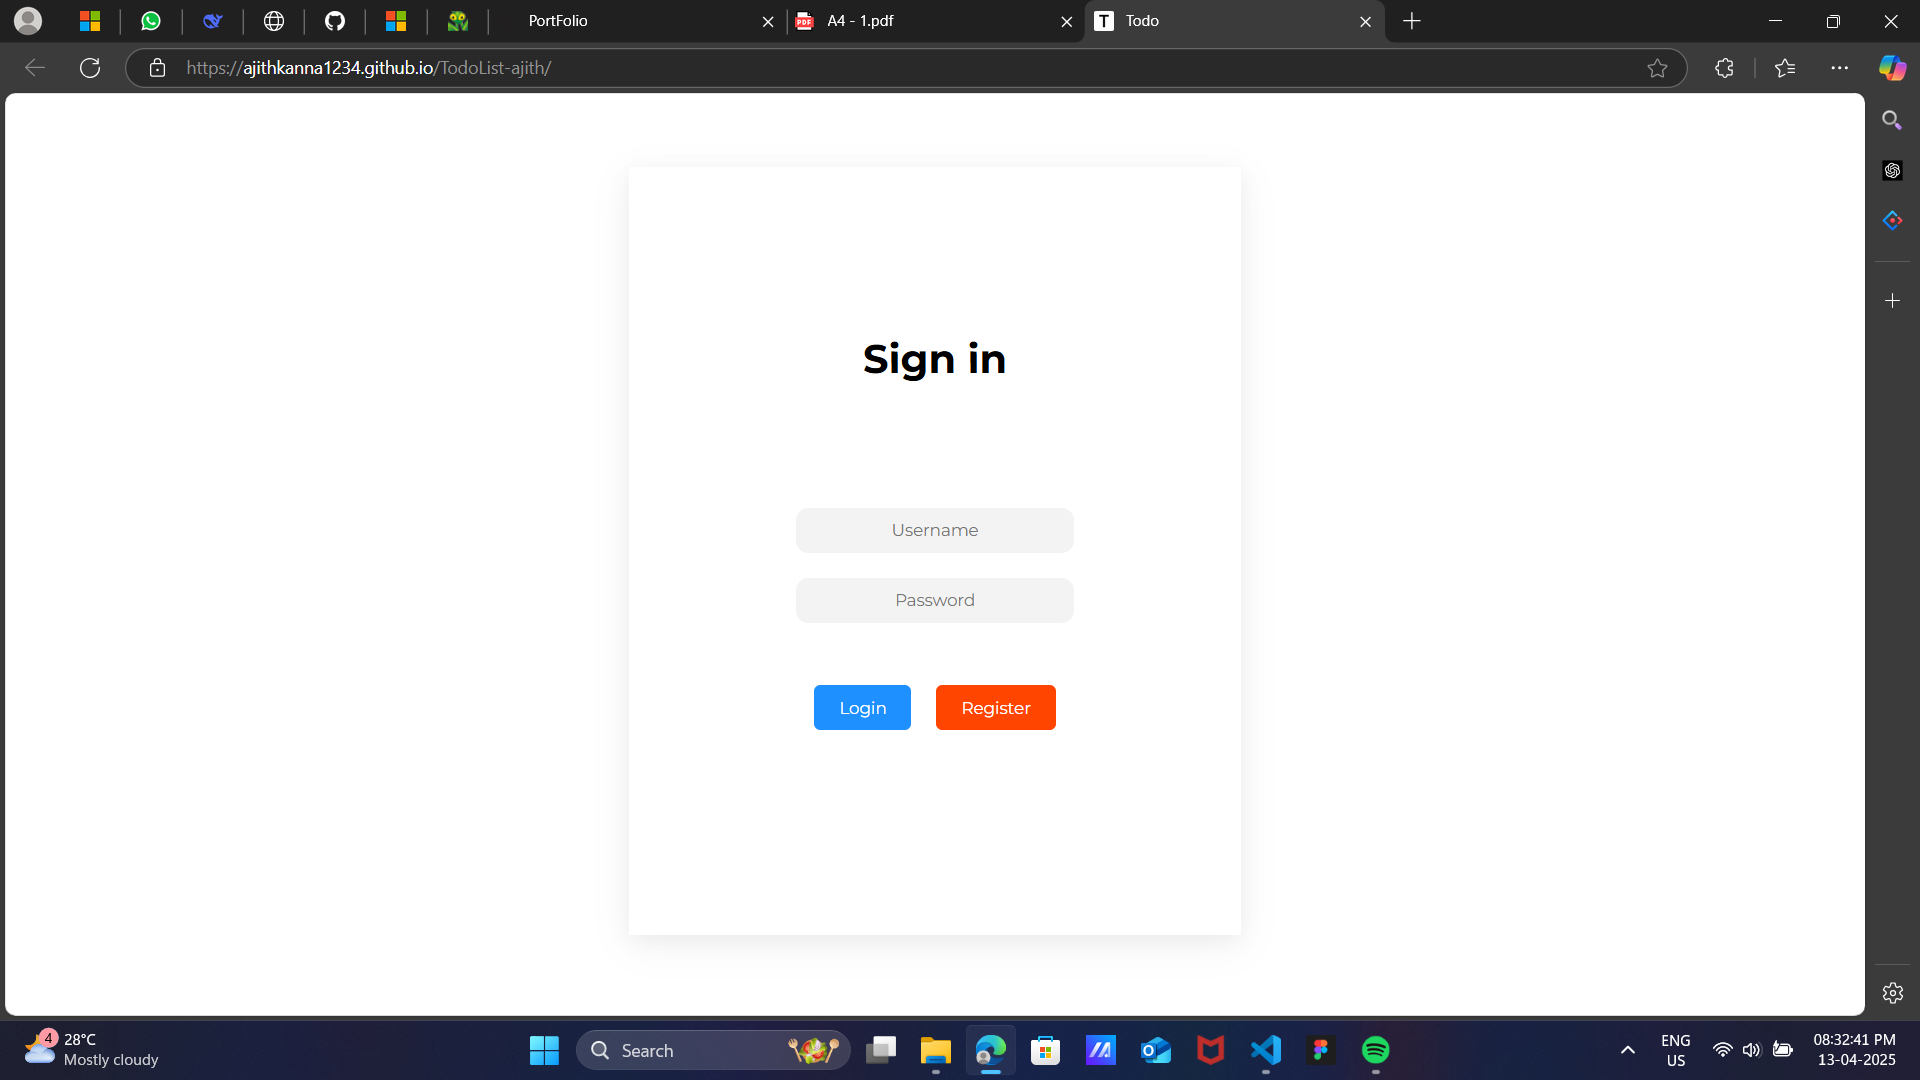 PortFolio
PDF
A4 - 1.pdf
T
Todo
https://ajithkanna1234.github.io/TodoList-ajith/
Sign in
Username
Password
Login
Register
4
28°C
Mostly cloudy
Search
ENG
US
08:32:41 PM
13-04-2025